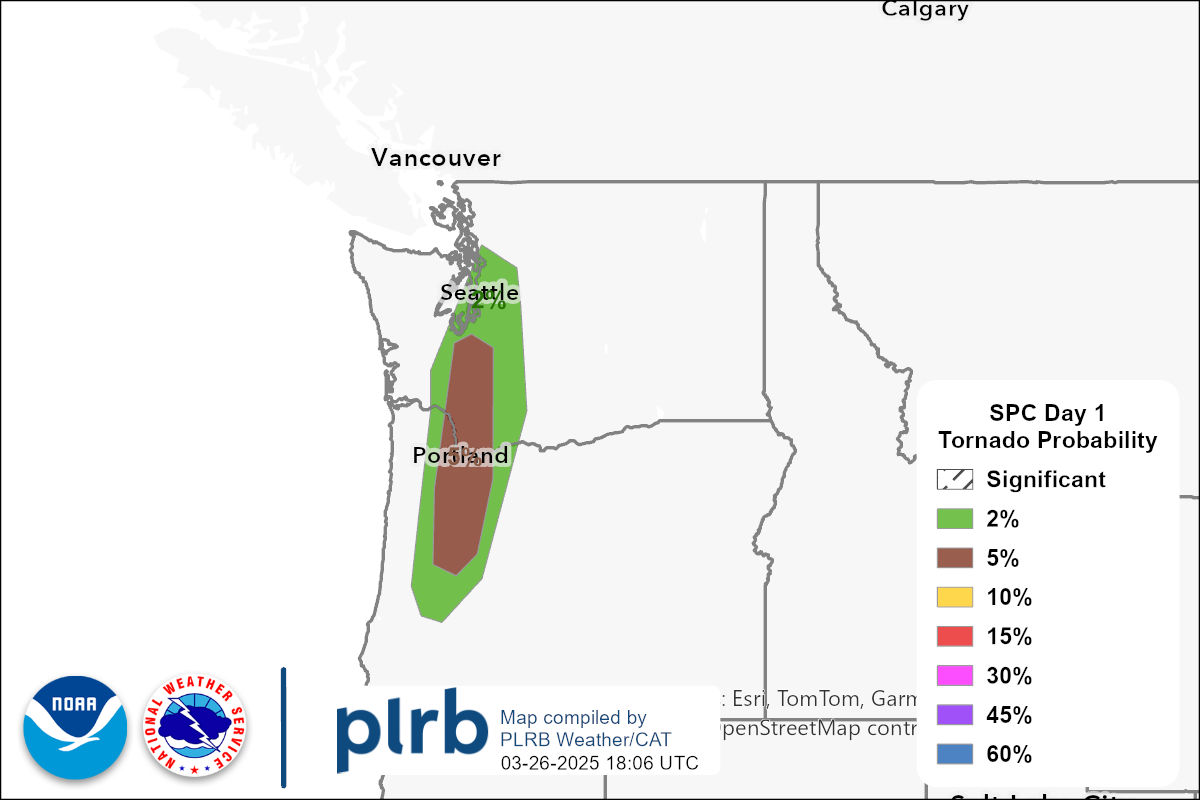 Calgary
Vancouver
Seattle
2%
Portland
5%
SPC Day 1
Tornado Probability
Significant
2%
5%
10%
15%
30%
45%
60%
NOAA
NATIONAL WEATHER SERVICE
plrb
Map compiled by
PLRB Weather/CAT
03-26-2025 18:06 UTC
: Esri, TomTom, Garm
penStreetMap contr